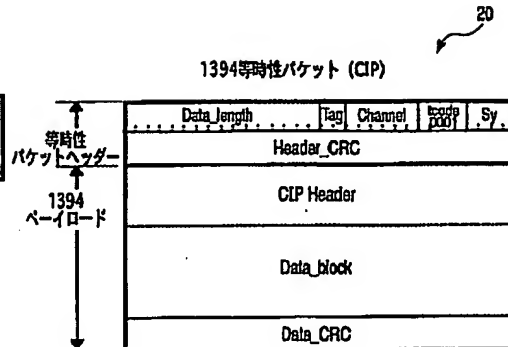 20
1394等時性パケット (CIP)
Data_length Tag Channel tcode Sy
等時性
パケットヘッダー
Header_CRC
1394
ペーイロード
CIP Header
Data_block
Data_CRC